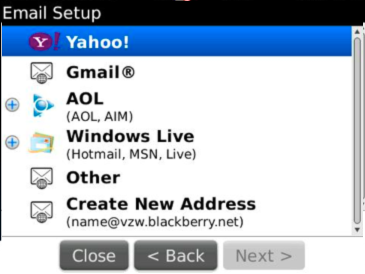 Email Setup
Yahoo!
Gmail®
AOL
(AOL, AIM)
Windows Live
(Hotmail, MSN, Live)
Other
Create New Address
(name@vzw.blackberry.net)
Close < Back Next >